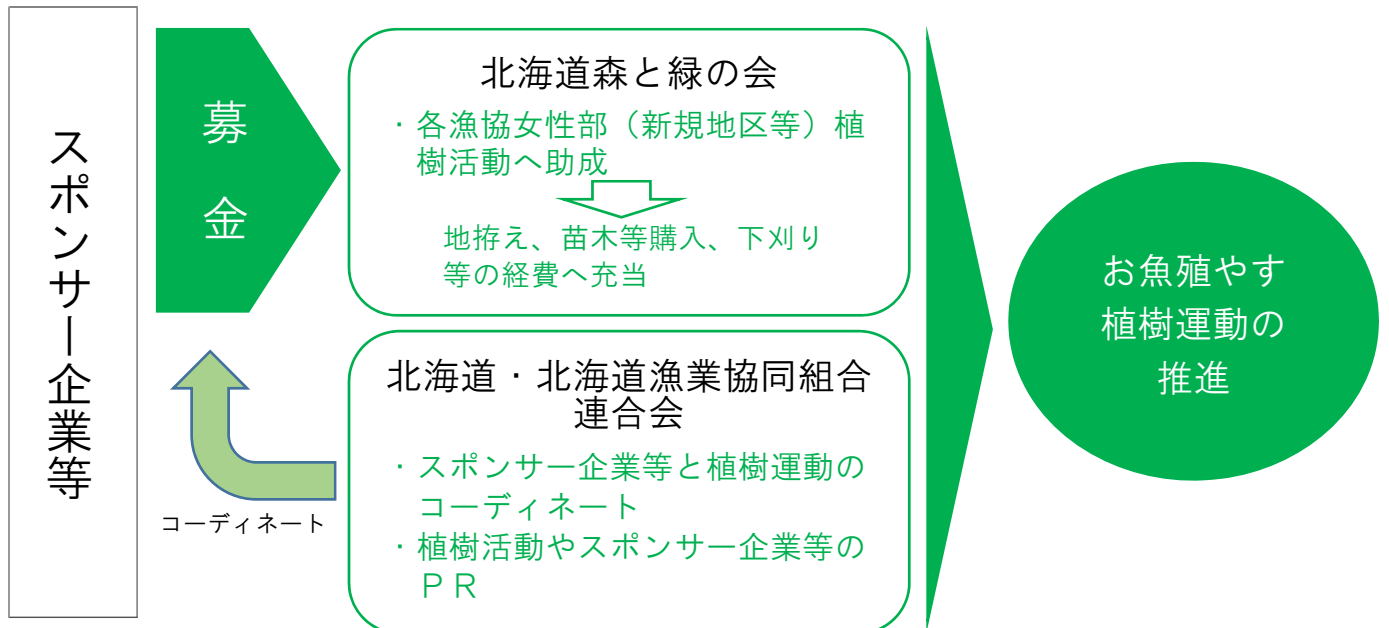 スポンサー企業等
募
金
北海道森と緑の会
・各漁協女性部（新規地区等）植
樹活動へ助成
地拵え、苗木等購入、下刈り
等の経費へ充当
コーディネート
北海道・北海道漁業協同組合
連合会
・スポンサー企業等と植樹運動の
コーディネート
・植樹活動やスポンサー企業等の
ＰＲ
お魚殖やす
植樹運動の
推進